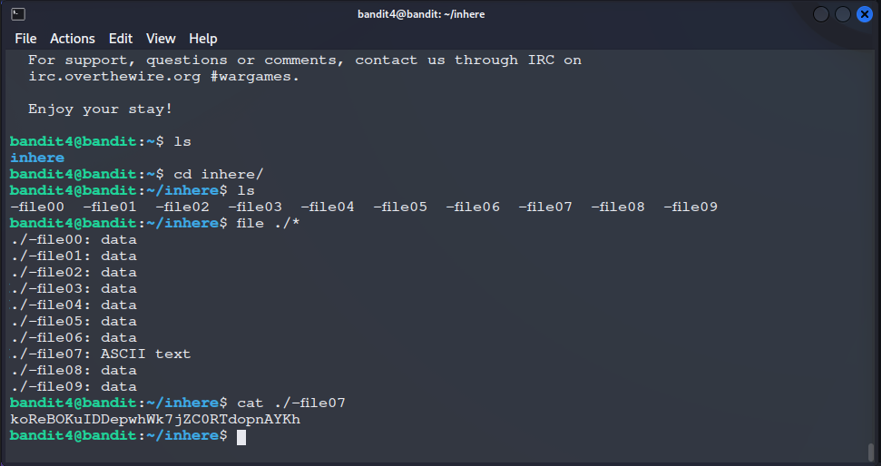 bandit4@bandit: ~/inhere
File Actions Edit View Help
For support, questions or comments, contact us through IRC on
irc.overthewire.org #wargames.
Enjoy your stay!
bandit4@bandit:~$ ls
inhere
bandit4@bandit:~$ cd inhere/
bandit4@bandit:~/inhere$ ls
-file00 -file01 -file02 -file03 -file04 -file05 -file06 -file07 -file08 -file09
bandit4@bandit:~/inhere$ file ./*
./-file00: data
./-file01: data
./-file02: data
./-file03: data
./-file04: data
./-file05: data
./-file06: data
./-file07: ASCII text
./-file08: data
./-file09: data
bandit4@bandit:~/inhere$ cat ./-file07
koReBOKuIDDepwhWk7jZC0RTdopnAYKh
bandit4@bandit:~/inhere$